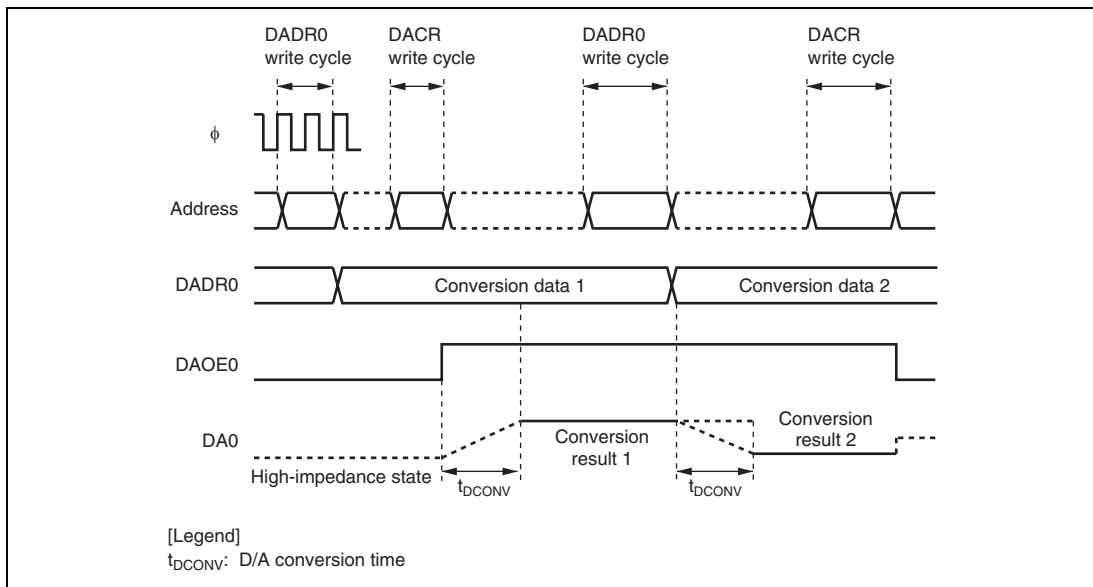 DADR0
write cycle
DACR
write cycle
DADR0
write cycle
DACR
write cycle
ϕ
Address
DADR0
Conversion data 1
Conversion data 2
DAOE0
DA0
Conversion
result 1
Conversion
result 2
High-impedance state
tDCONV
tDCONV
[Legend]
tDCONV: D/A conversion time